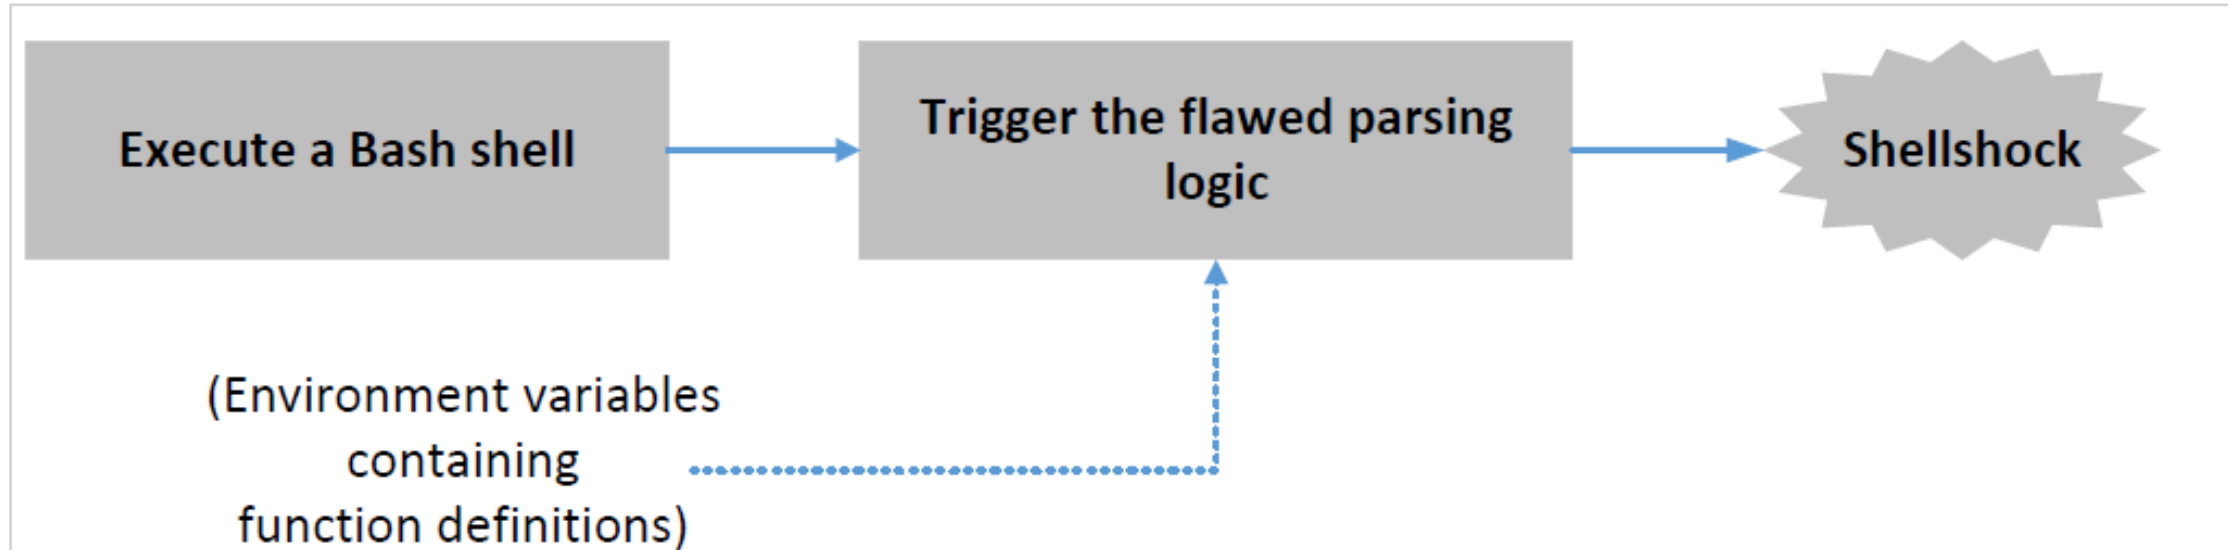 Execute a Bash shell
Trigger the flawed parsing
logic
Shellshock
(Environment variables
containing
function definitions)